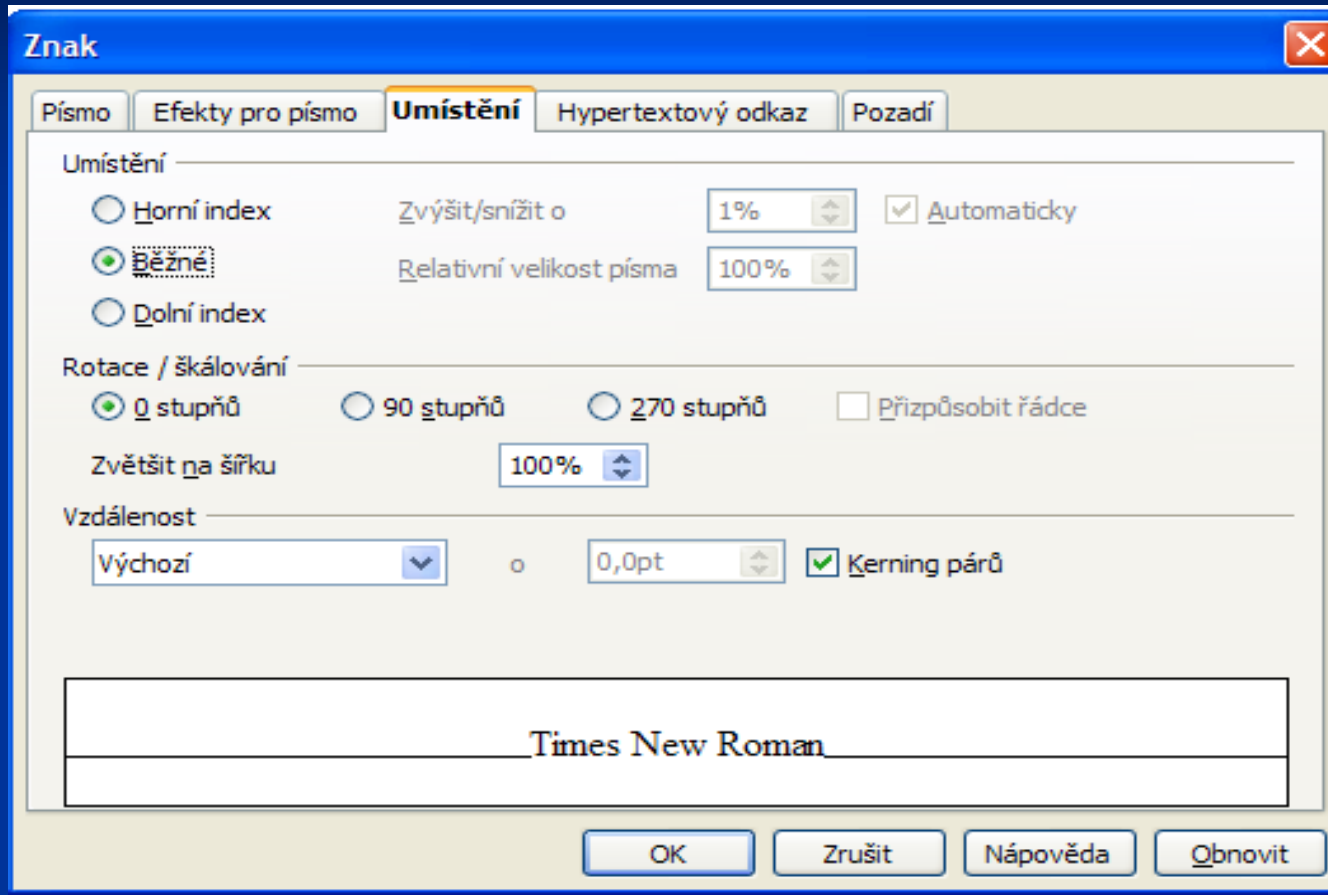 Znak
Písmo Efekty pro písmo Umístění Hypertextový odkaz Pozadí
Umístění
Horní index Zvýšit/snížit o 1% Automaticky
Běžné Relativní velikost písma 100%
Dolní index
Rotace / škálování
0 stupňů 90 stupňů 270 stupňů Přizpůsobit řádce
Zvětšit na šířku 100%
Vzdálenost
Výchozí o 0,0pt Kerning párů
Times New Roman
OK Zrušit Nápověda Obnovit